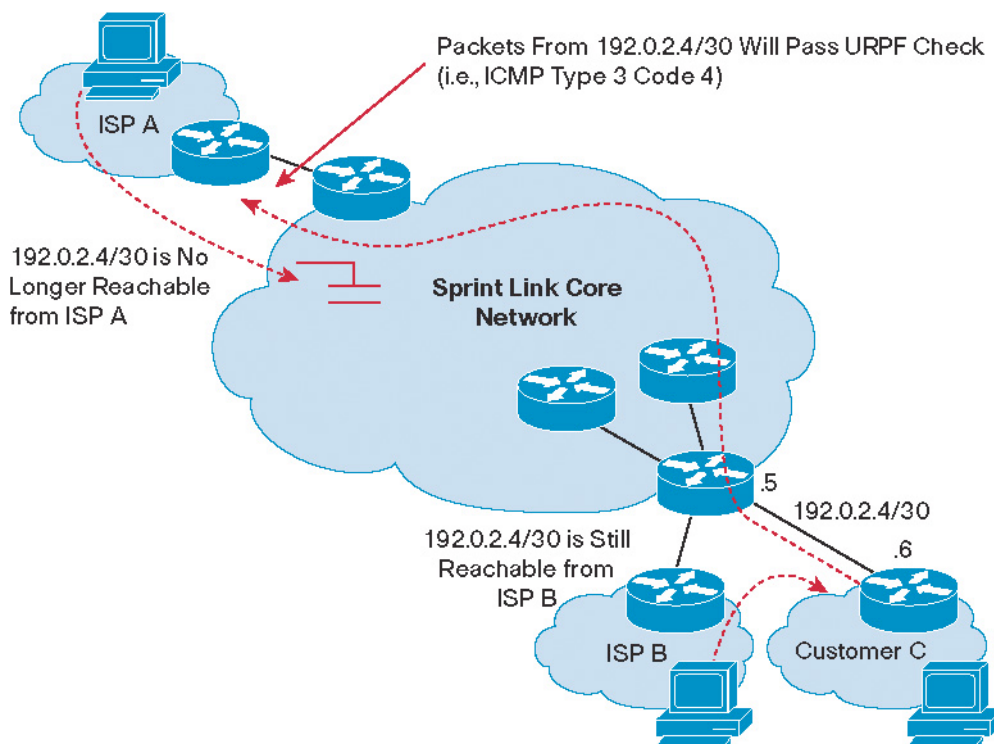 Packets From 192.0.2.4/30 Will Pass URPF Check
(i.e., ICMP Type 3 Code 4)
ISP A
192.0.2.4/30 is No
Longer Reachable
from ISP A
Sprint Link Core
Network
.5
192.0.2.4/30
.6
192.0.2.4/30 is Still
Reachable from
ISP B
ISP B
Customer C